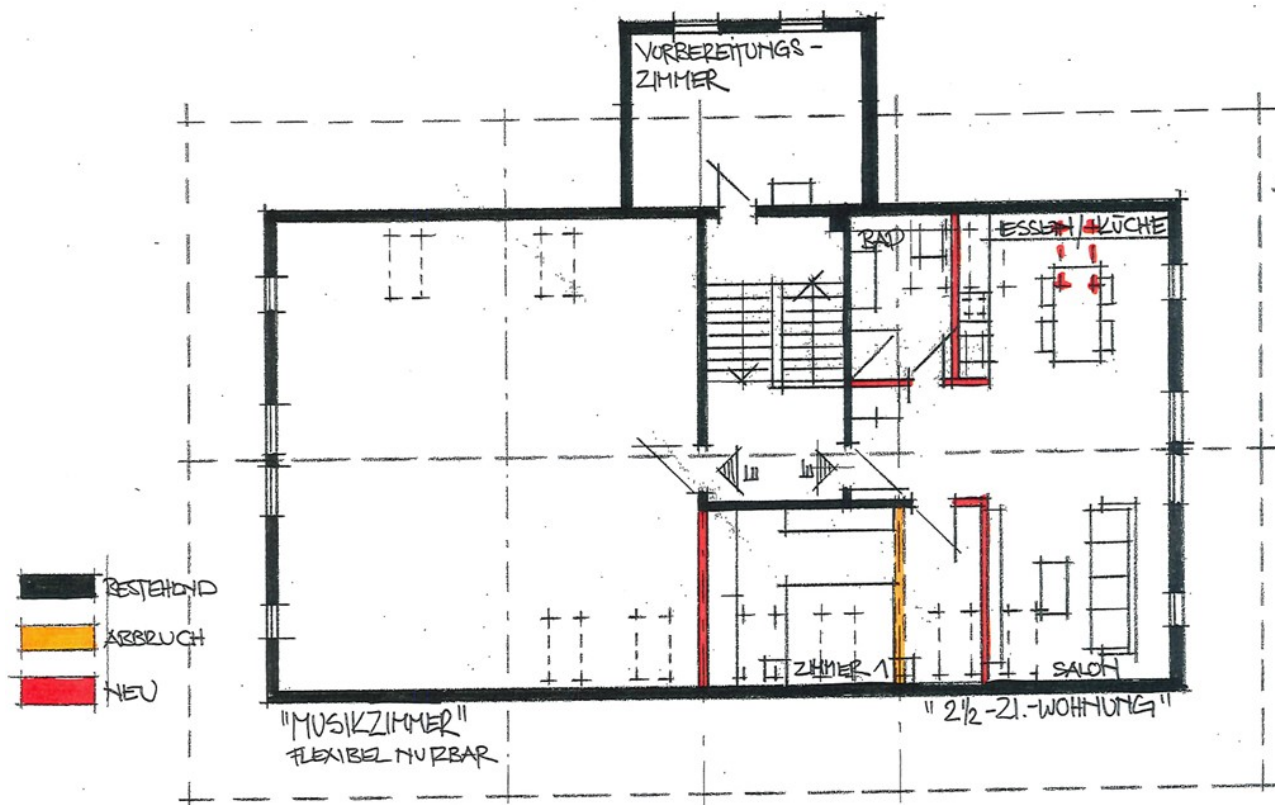 VORBEREITUNGS-
ZIMMER
BAD
ESSEN/KÜCHE
E
E
BESTEHEND
ABBRUCH
NEU
ZIMMER 1
SALON
"MUSIKZIMMER"
FLEXIBEL NUTZBAR
"2½-ZI.-WOHNUNG"